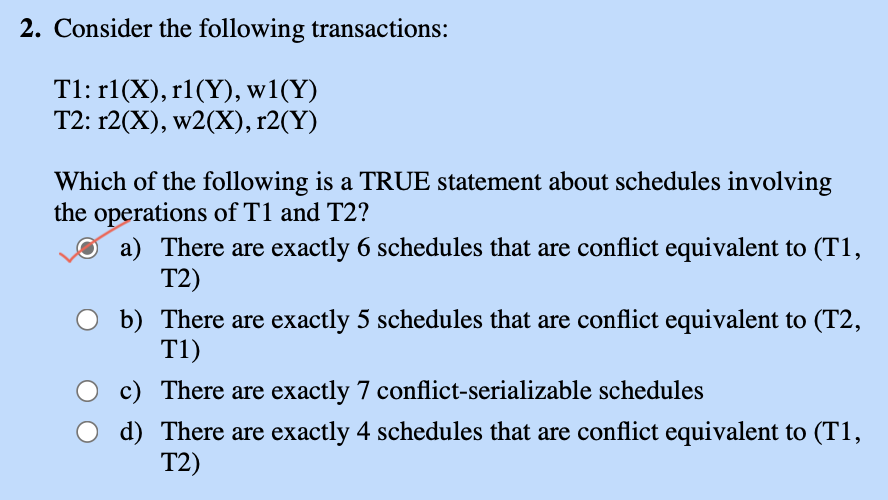 2. Consider the following transactions:
T1: r1(X), r1(Y), w1(Y)
T2: r2(X), w2(X), r2(Y)
Which of the following is a TRUE statement about schedules involving
the operations of T1 and T2?
a) There are exactly 6 schedules that are conflict equivalent to (T1,
T2)
b) There are exactly 5 schedules that are conflict equivalent to (T2,
T1)
c) There are exactly 7 conflict-serializable schedules
d) There are exactly 4 schedules that are conflict equivalent to (T1,
T2)